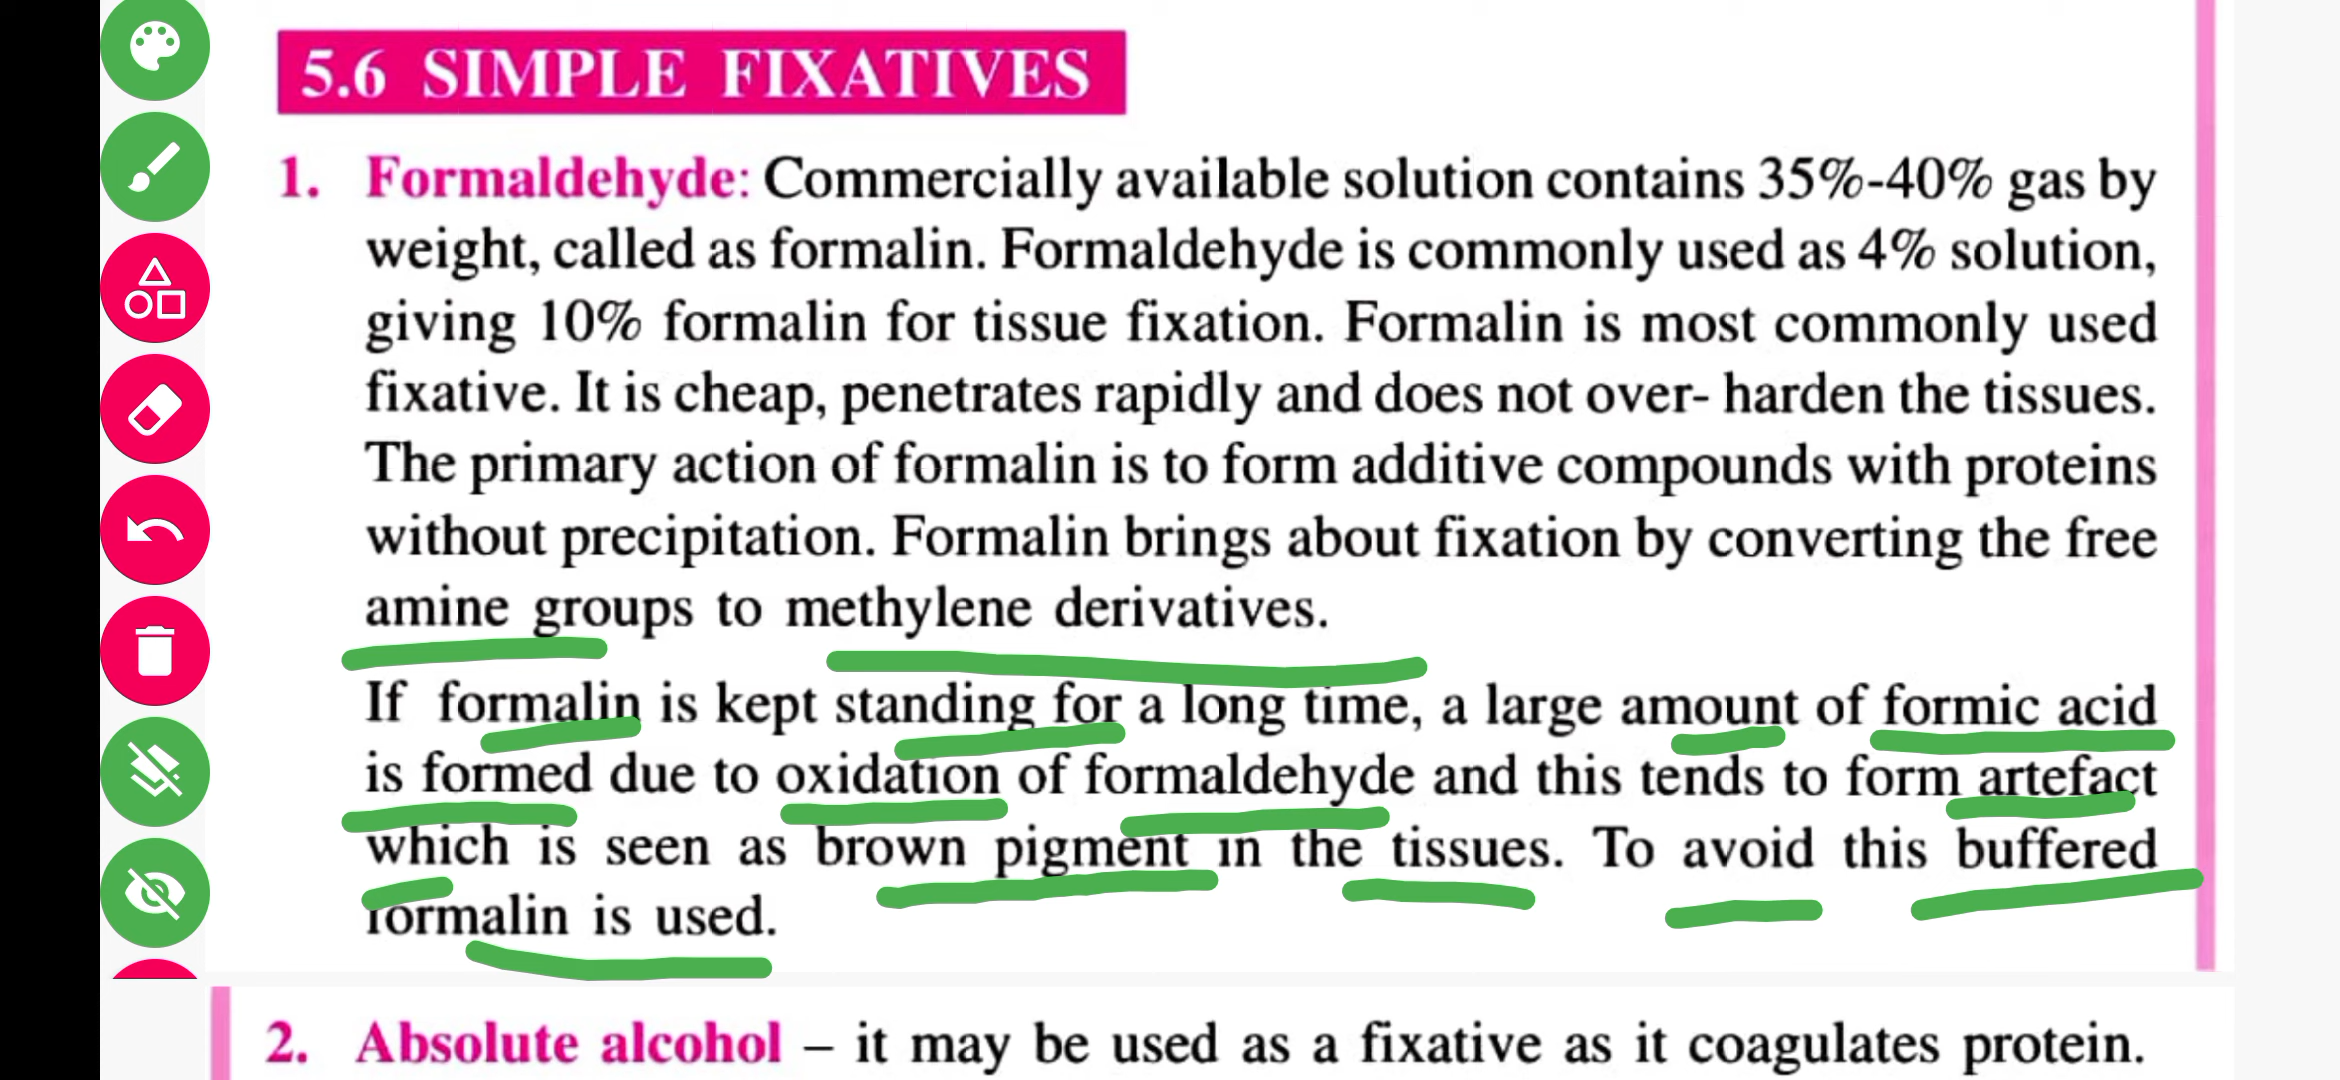 5.6 SIMPLE FIXATIVES
1. Formaldehyde: Commercially available solution contains 35%-40% gas by
weight, called as formalin. Formaldehyde is commonly used as 4% solution,
giving 10% formalin for tissue fixation. Formalin is most commonly used
fixative. It is cheap, penetrates rapidly and does not over- harden the tissues.
The primary action of formalin is to form additive compounds with proteins
without precipitation. Formalin brings about fixation by converting the free
amine groups to methylene derivatives.
If formalin is kept standing for a long time, a large amount of formic acid
is formed due to oxidation of formaldehyde and this tends to form artefact
which is seen as brown pigment in the tissues. To avoid this buffered
formalin is used.
2. Absolute alcohol – it may be used as a fixative as it coagulates protein.